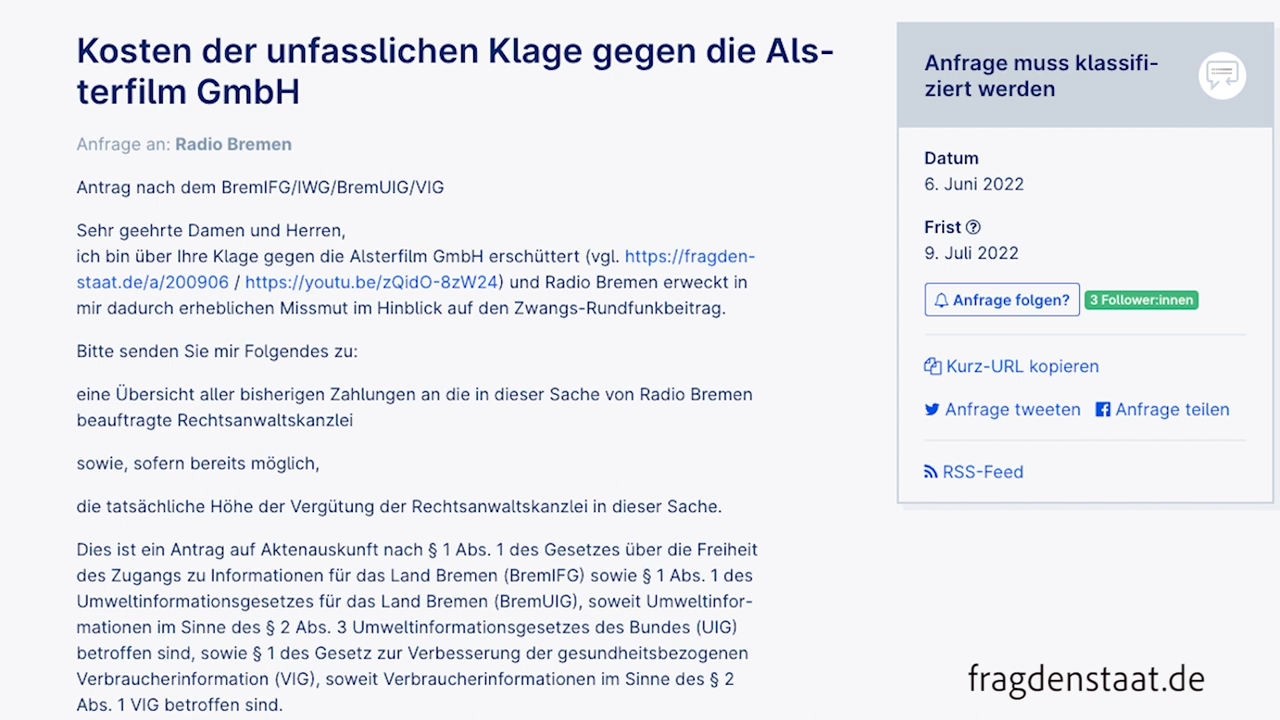 Kosten der unfasslichen Klage gegen die Als-
terfilm GmbH
Anfrage an: Radio Bremen
Antrag nach dem BremIFG/IWG/BremUIG/VIG
Sehr geehrte Damen und Herren,
ich bin über Ihre Klage gegen die Alsterfilm GmbH erschüttert (vgl. https://fragden-
staat.de/a/200906 / https://youtu.be/zQidO-8zW24) und Radio Bremen erweckt in
mir dadurch erheblichen Missmut im Hinblick auf den Zwangs-Rundfunkbeitrag.
Bitte senden Sie mir Folgendes zu:
eine Übersicht aller bisherigen Zahlungen an die in dieser Sache von Radio Bremen
beauftragte Rechtsanwaltskanzlei
sowie, sofern bereits möglich,
die tatsächliche Höhe der Vergütung der Rechtsanwaltskanzlei in dieser Sache.
Dies ist ein Antrag auf Aktenauskunft nach § 1 Abs. 1 des Gesetzes über die Freiheit
des Zugangs zu Informationen für das Land Bremen (BremIFG) sowie § 1 Abs. 1 des
Umweltinformationsgesetzes für das Land Bremen (BremUIG), soweit Umweltinfor-
mationen im Sinne des § 2 Abs. 3 Umweltinformationsgesetzes des Bundes (UIG)
betroffen sind, sowie § 1 des Gesetz zur Verbesserung der gesundheitsbezogenen
Verbraucherinformation (VIG), soweit Verbraucherinformationen im Sinne des § 2
Abs. 1 VIG betroffen sind.
Anfrage muss klassifi-
ziert werden
Datum
6. Juni 2022
Frist
9. Juli 2022
Anfrage folgen? 3 Follower:innen
Kurz-URL kopieren
Anfrage tweeten Anfrage teilen
RSS-Feed
fragdenstaat.de